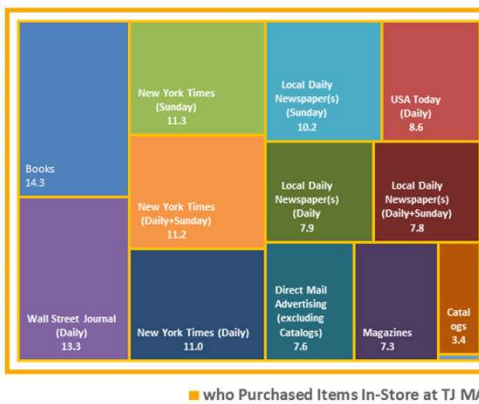 Books
14.3
Wall Street Journal
(Daily)
13.3
New York Times
(Sunday)
11.3
New York Times
(Daily+Sunday)
11.2
New York Times (Daily)
11.0
Local Daily
Newspaper(s)
(Sunday)
10.2
USA Today
(Daily)
8.6
Local Daily
Newspaper(s)
(Daily
7.9
Local Daily
Newspaper(s)
(Daily+Sunday)
7.8
Direct Mail
Advertising
(excluding
Catalogs)
7.6
Magazines
7.3
Catal
ogs
3.4
who Purchased Items In-Store at TJ MA